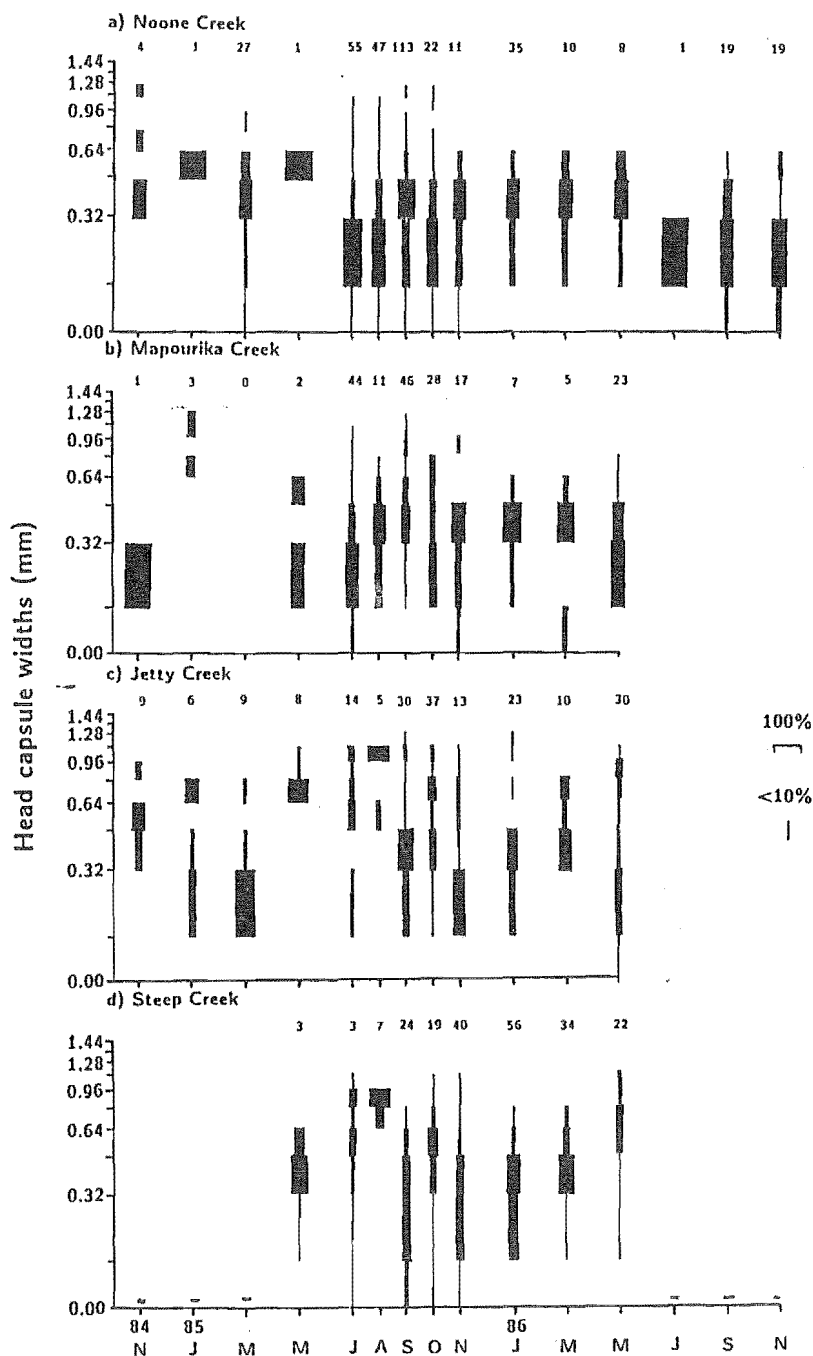 a) Noone Creek
4 1 27 1 55 47 113 22 11 35 10 8 1 19 19
1.44
1.28
0.96
0.64
0.32
0.00
b) Mapourika Creek
1 3 0 2 44 11 46 28 17 7 5 23
1.44
1.28
0.96
0.64
0.32
0.00
Head capsule widths (mm)
c) Jetty Creek
9 6 9 8 14 5 30 37 13 23 10 30
1.44
1.28
0.96
0.64
0.32
0.00
100%
<10%
d) Steep Creek
3 3 7 24 19 40 56 34 22
1.44
1.28
0.96
0.64
0.32
0.00
84 85 86
N J M M J A S O N J M M J S N